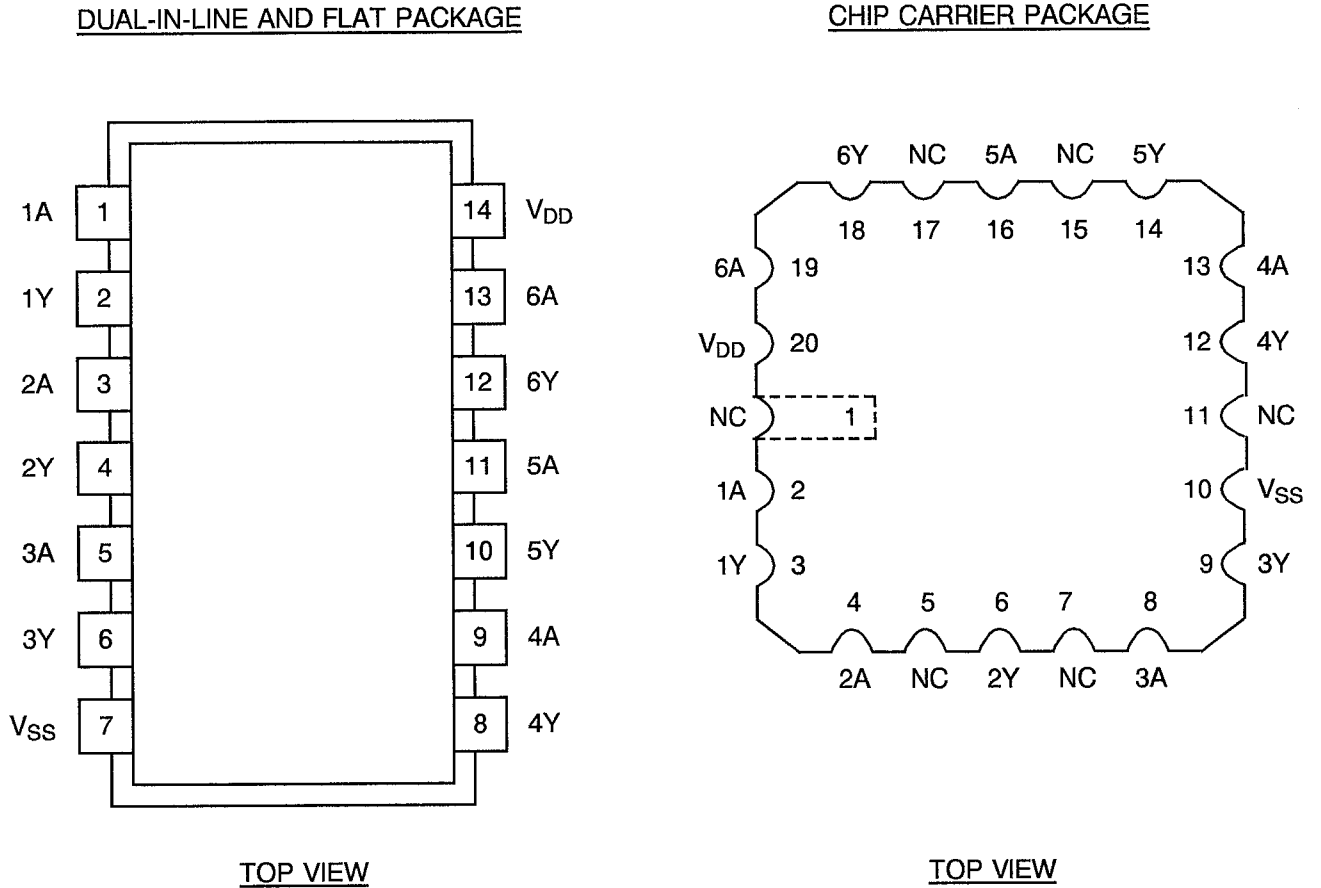 DUAL-IN-LINE AND FLAT PACKAGE
1A 1 14 VDD
1Y 2 13 6A
2A 3 12 6Y
2Y 4 11 5A
3A 5 10 5Y
3Y 6 9 4A
VSS 7 8 4Y
TOP VIEW
CHIP CARRIER PACKAGE
6Y NC 5A NC 5Y
18 17 16 15 14
6A 19 13 4A
VDD 20 12 4Y
NC 1 11 NC
1A 2 10 VSS
1Y 3 9 3Y
4 5 6 7 8
2A NC 2Y NC 3A
TOP VIEW